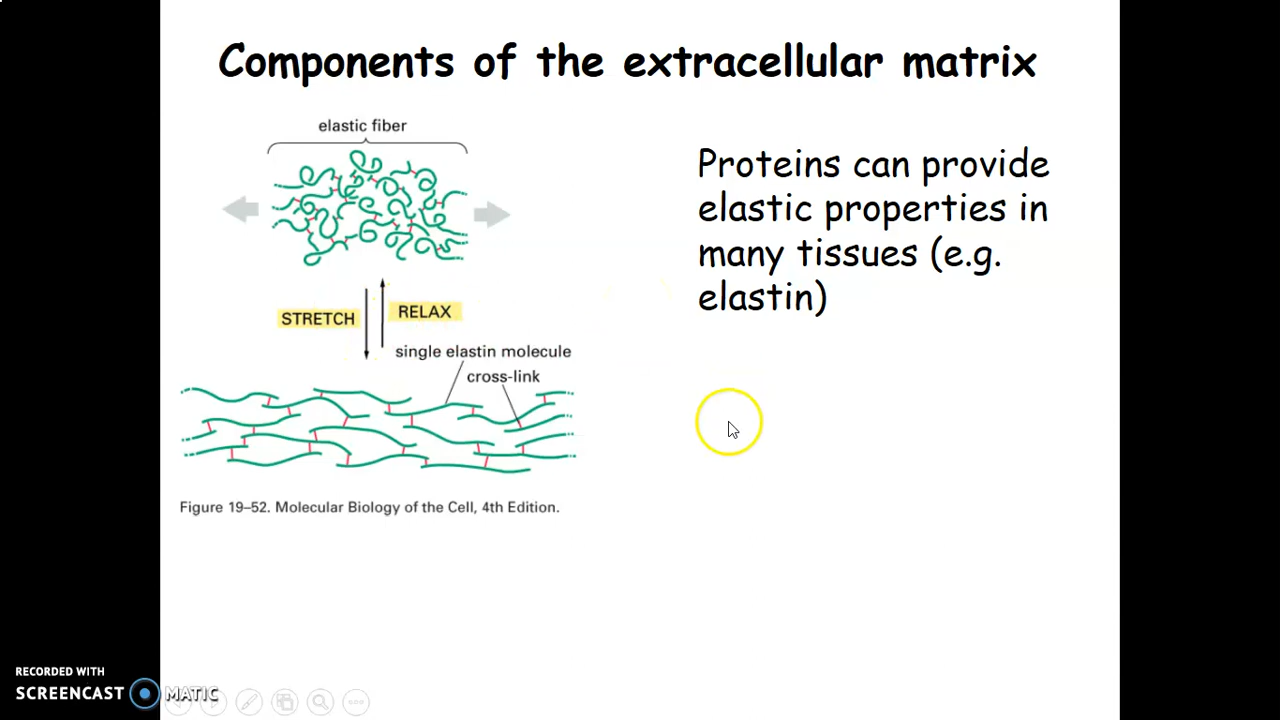 Components of the extracellular matrix
elastic fiber
Proteins can provide
elastic properties in
many tissues (e.g.
elastin)
STRETCH
RELAX
single elastin molecule
cross-link
Figure 19–52. Molecular Biology of the Cell, 4th Edition.
RECORDED WITH
SCREENCAST MATIC